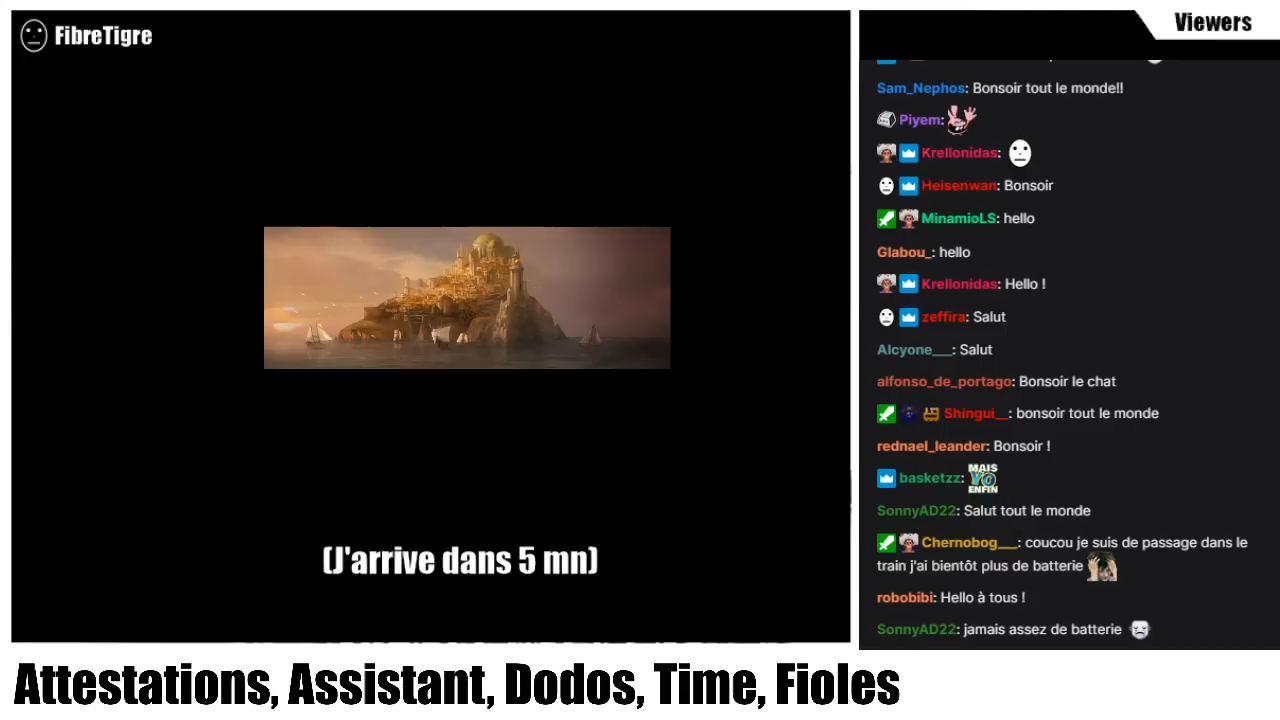 FibreTigre
Viewers
Sam_Nephos: Bonsoir tout le monde!!
Piyem:
Krellonidas:
Heisenwan: Bonsoir
MinamioLS: hello
Glabou_: hello
Krellonidas: Hello !
zeffira: Salut
Alcyone___: Salut
alfonso_de_portago: Bonsoir le chat
Shingui__: bonsoir tout le monde
rednael_leander: Bonsoir !
basketzz: MAIS YO ENFIN
SonnyAD22: Salut tout le monde
Chernobog___: coucou je suis de passage dans le
train j'ai bientôt plus de batterie
robobibi: Hello à tous !
SonnyAD22: jamais assez de batterie
(J'arrive dans 5 mn)
Attestations, Assistant, Dodos, Time, Fioles